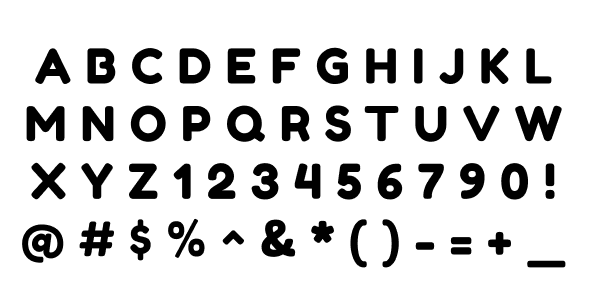 A B C D E F G H I J K L
M N O P Q R S T U V W
X Y Z 1 2 3 4 5 6 7 9 0 !
@ # $ % ^ & * ( ) - = + _